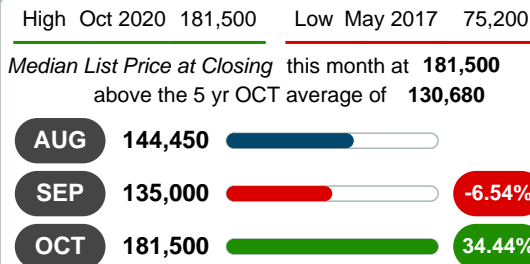 High Oct 2020 181,500 Low May 2017 75,200
Median List Price at Closing this month at 181,500
above the 5 yr OCT average of 130,680
AUG 144,450
SEP 135,000 -6.54%
OCT 181,500 34.44%